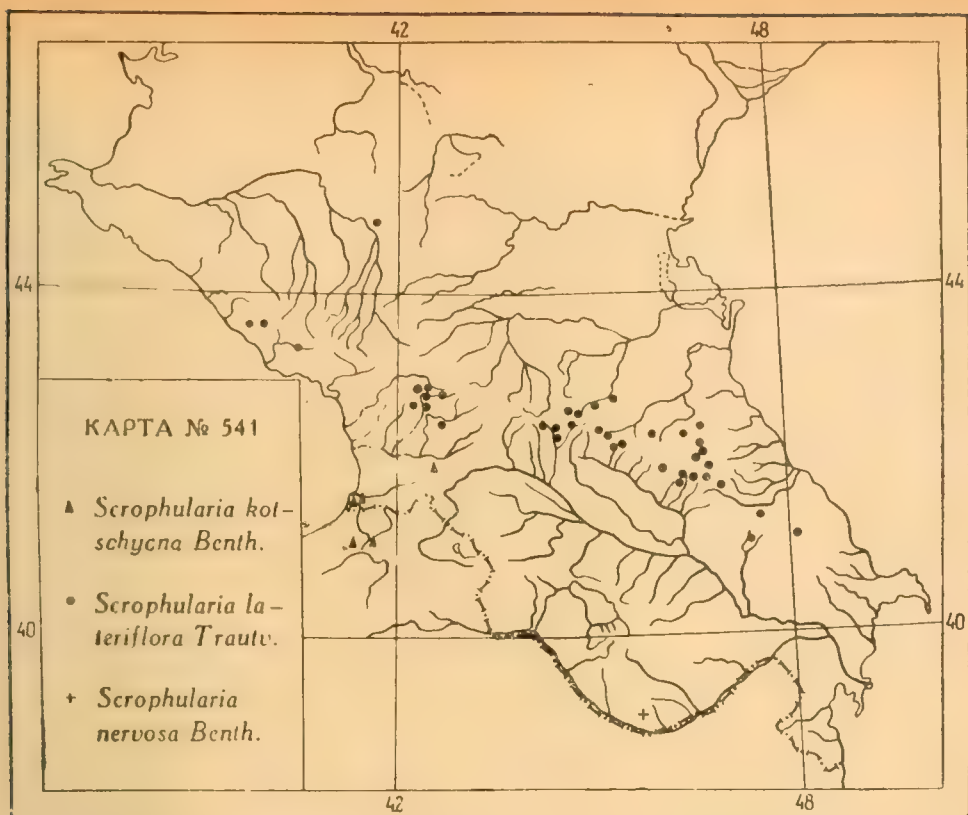 42 48
44 44
КАРТА № 541
▲ Scrophularia kot-
schyana Benth.
• Scrophularia la-
teriflora Trautv.
40 40
+ Scrophularia
nervosa Benth.
42 48